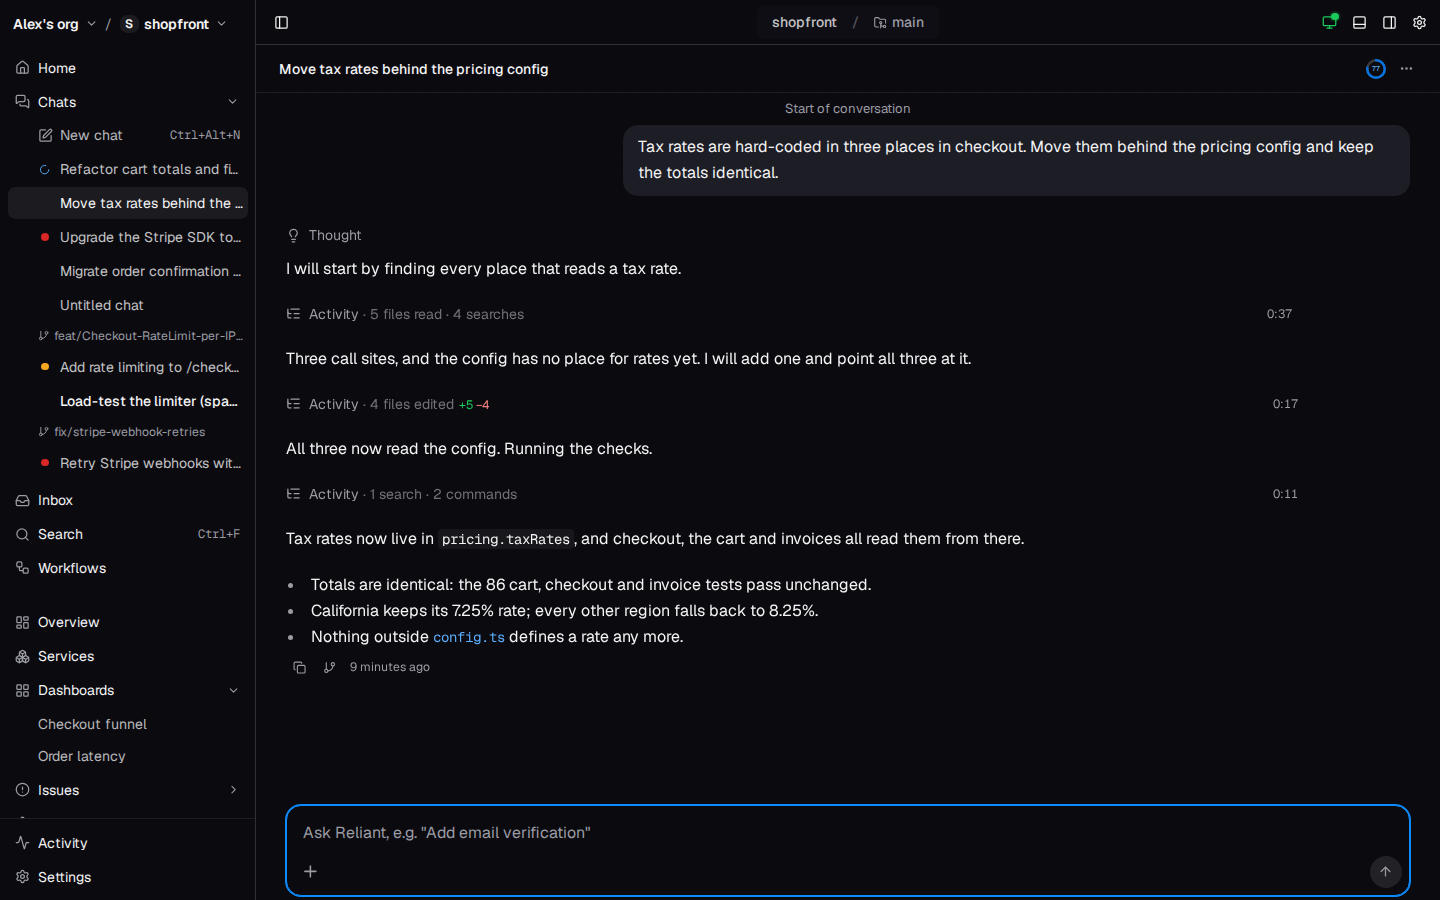 Alex's org / S shopfront
Home
Chats
New chat Ctrl+Alt+N
Refactor cart totals and fi…
Move tax rates behind the …
Upgrade the Stripe SDK to…
Migrate order confirmation …
Untitled chat
feat/Checkout-RateLimit-per-IP…
Add rate limiting to /check…
Load-test the limiter (spa…
fix/stripe-webhook-retries
Retry Stripe webhooks wit…
Inbox
Search Ctrl+F
Workflows
Overview
Services
Dashboards
Checkout funnel
Order latency
Issues
Activity
Settings
shopfront / main
Move tax rates behind the pricing config
77
Start of conversation
Tax rates are hard-coded in three places in checkout. Move them behind the pricing config and keep
the totals identical.
Thought
I will start by finding every place that reads a tax rate.
Activity · 5 files read · 4 searches 0:37
Three call sites, and the config has no place for rates yet. I will add one and point all three at it.
Activity · 4 files edited +5 −4 0:17
All three now read the config. Running the checks.
Activity · 1 search · 2 commands 0:11
Tax rates now live in pricing.taxRates, and checkout, the cart and invoices all read them from there.
• Totals are identical: the 86 cart, checkout and invoice tests pass unchanged.
• California keeps its 7.25% rate; every other region falls back to 8.25%.
• Nothing outside config.ts defines a rate any more.
9 minutes ago
Ask Reliant, e.g. "Add email verification"